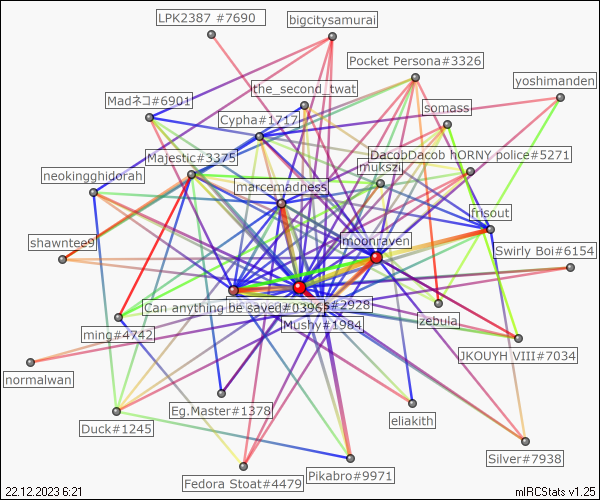 LPK2387 #7690
bigcitysamurai
Pocket Persona#3326
yoshimanden
the_second_twat
Madネコ#6901
somass
Cypha#1717
DacobDacob hORNY police#5271
Majestic#3375
mukszi
neokingghidorah
marcemadness
frisout
moonraven
shawntee9
Swirly Boi#6154
Can anything be saved#0396
#2928
Mushy#1984
zebula
ming#4742
JKOUYH VIII#7034
normalwan
Eg.Master#1378
eliakith
Duck#1245
Silver#7938
Pikabro#9971
Fedora Stoat#4479
22.12.2023 6:21
mIRCStats v1.25